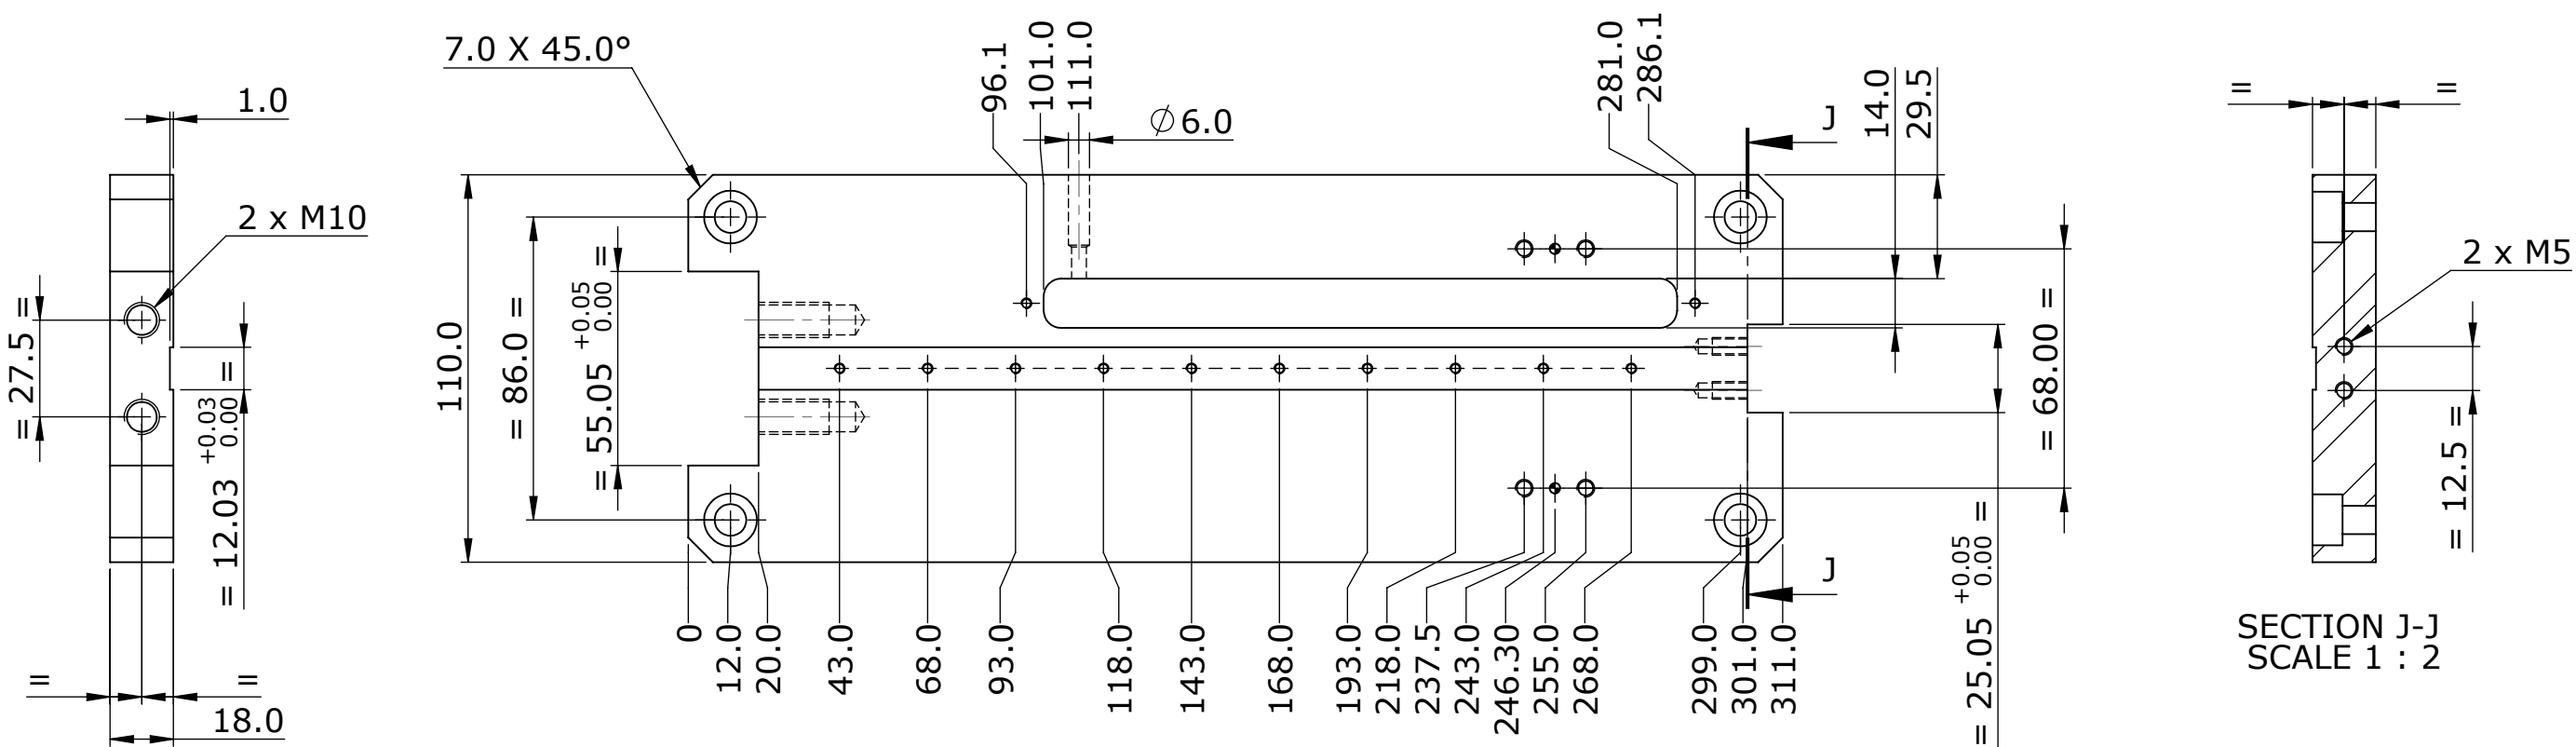 1.0
2 x M10
= 27.5 =
= 12.03 +0.03 0.00 =
= =
18.0
7.0 X 45.0°
96.1
101.0
111.0
∅6.0
281.0
286.1
J
14.0
29.5
110.0
= 86.0 =
= 55.05 +0.05 0.00 =
= 68.00 =
= 25.05 +0.05 0.00 =
J
0
12.0
20.0
43.0
68.0
93.0
118.0
143.0
168.0
193.0
218.0
237.5
243.0
246.30
255.0
268.0
299.0
301.0
311.0
= =
2 x M5
= 12.5 =
SECTION J-J
SCALE 1 : 2